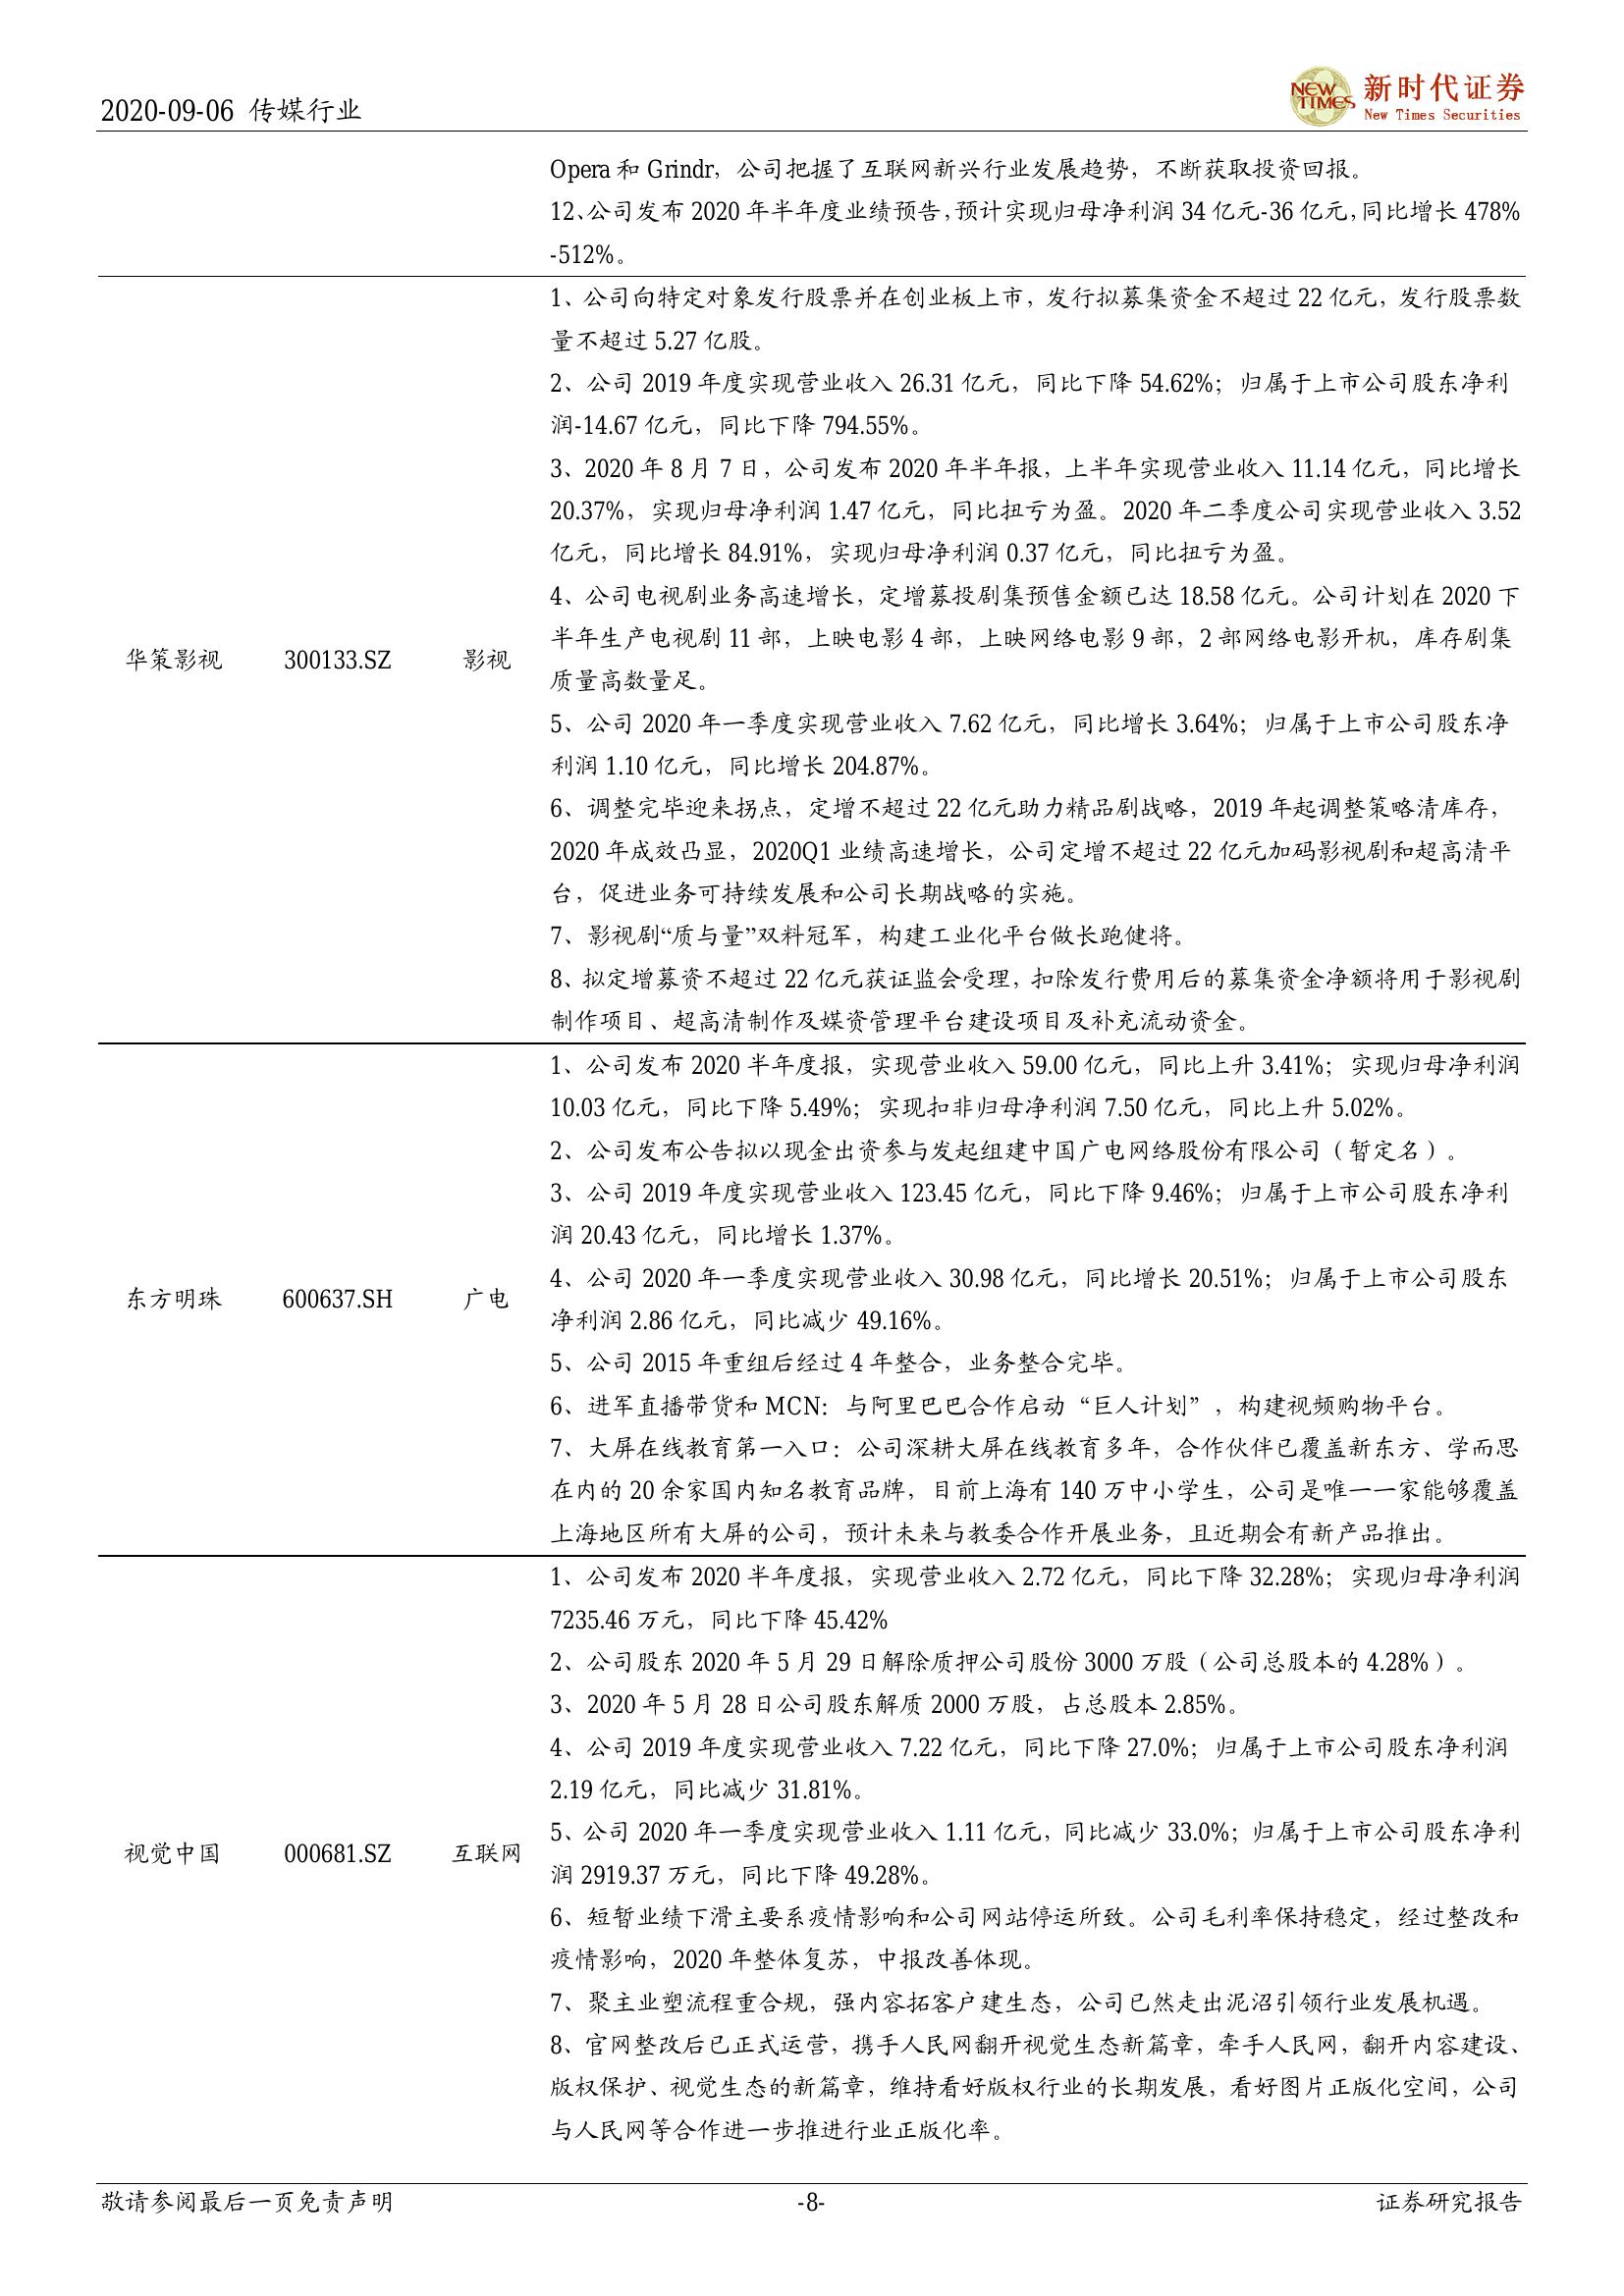 2020-09-06 传媒行业
NEW TIMES 新时代证券
New Times Securities
Opera 和 Grindr，公司把握了互联网新兴行业发展趋势，不断获取投资回报。
12、公司发布 2020 年半年度业绩预告，预计实现归母净利润 34 亿元-36 亿元，同比增长 478%
-512%。
1、公司向特定对象发行股票并在创业板上市，发行拟募集资金不超过 22 亿元，发行股票数
量不超过 5.27 亿股。
2、公司 2019 年度实现营业收入 26.31 亿元，同比下降 54.62%；归属于上市公司股东净利
润-14.67 亿元，同比下降 794.55%。
3、2020 年 8 月 7 日，公司发布 2020 年半年报，上半年实现营业收入 11.14 亿元，同比增长
20.37%，实现归母净利润 1.47 亿元，同比扭亏为盈。2020 年二季度公司实现营业收入 3.52
亿元，同比增长 84.91%，实现归母净利润 0.37 亿元，同比扭亏为盈。
4、公司电视剧业务高速增长，定增募投剧集预售金额已达 18.58 亿元。公司计划在 2020 下
半年生产电视剧 11 部，上映电影 4 部，上映网络电影 9 部，2 部网络电影开机，库存剧集
华策影视 300133.SZ 影视
质量高数量足。
5、公司 2020 年一季度实现营业收入 7.62 亿元，同比增长 3.64%；归属于上市公司股东净
利润 1.10 亿元，同比增长 204.87%。
6、调整完毕迎来拐点，定增不超过 22 亿元助力精品剧战略，2019 年起调整策略清库存，
2020 年成效凸显，2020Q1 业绩高速增长，公司定增不超过 22 亿元加码影视剧和超高清平
台，促进业务可持续发展和公司长期战略的实施。
7、影视剧“质与量”双料冠军，构建工业化平台做长跑健将。
8、拟定增募资不超过 22 亿元获证监会受理，扣除发行费用后的募集资金净额将用于影视剧
制作项目、超高清制作及媒资管理平台建设项目及补充流动资金。
1、公司发布 2020 半年度报，实现营业收入 59.00 亿元，同比上升 3.41%；实现归母净利润
10.03 亿元，同比下降 5.49%；实现扣非归母净利润 7.50 亿元，同比上升 5.02%。
2、公司发布公告拟以现金出资参与发起组建中国广电网络股份有限公司（暂定名）。
3、公司 2019 年度实现营业收入 123.45 亿元，同比下降 9.46%；归属于上市公司股东净利
润 20.43 亿元，同比增长 1.37%。
4、公司 2020 年一季度实现营业收入 30.98 亿元，同比增长 20.51%；归属于上市公司股东
东方明珠 600637.SH 广电
净利润 2.86 亿元，同比减少 49.16%。
5、公司 2015 年重组后经过 4 年整合，业务整合完毕。
6、进军直播带货和 MCN：与阿里巴巴合作启动“巨人计划”，构建视频购物平台。
7、大屏在线教育第一入口：公司深耕大屏在线教育多年，合作伙伴已覆盖新东方、学而思
在内的 20 余家国内知名教育品牌，目前上海有 140 万中小学生，公司是唯一一家能够覆盖
上海地区所有大屏的公司，预计未来与教委合作开展业务，且近期会有新产品推出。
1、公司发布 2020 半年度报，实现营业收入 2.72 亿元，同比下降 32.28%；实现归母净利润
7235.46 万元，同比下降 45.42%
2、公司股东 2020 年 5 月 29 日解除质押公司股份 3000 万股（公司总股本的 4.28%）。
3、2020 年 5 月 28 日公司股东解质 2000 万股，占总股本 2.85%。
4、公司 2019 年度实现营业收入 7.22 亿元，同比下降 27.0%；归属于上市公司股东净利润
2.19 亿元，同比减少 31.81%。
5、公司 2020 年一季度实现营业收入 1.11 亿元，同比减少 33.0%；归属于上市公司股东净利
视觉中国 000681.SZ 互联网
润 2919.37 万元，同比下降 49.28%。
6、短暂业绩下滑主要系疫情影响和公司网站停运所致。公司毛利率保持稳定，经过整改和
疫情影响，2020 年整体复苏，中报改善体现。
7、聚主业塑流程重合规，强内容拓客户建生态，公司已然走出泥沼引领行业发展机遇。
8、官网整改后已正式运营，携手人民网翻开视觉生态新篇章，牵手人民网，翻开内容建设、
版权保护、视觉生态的新篇章，维持看好版权行业的长期发展，看好图片正版化空间，公司
与人民网等合作进一步推进行业正版化率。
敬请参阅最后一页免责声明 -8- 证券研究报告